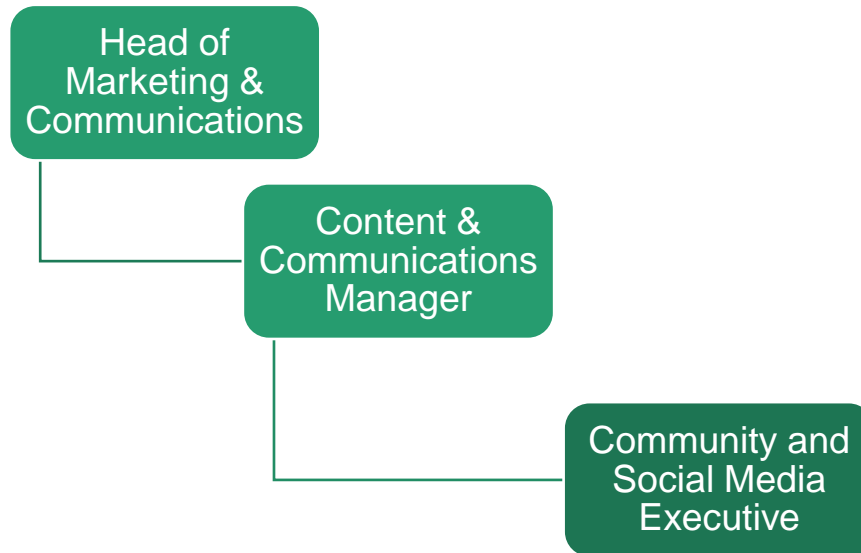 Head of
Marketing &
Communications
Content &
Communications
Manager
Community and
Social Media
Executive